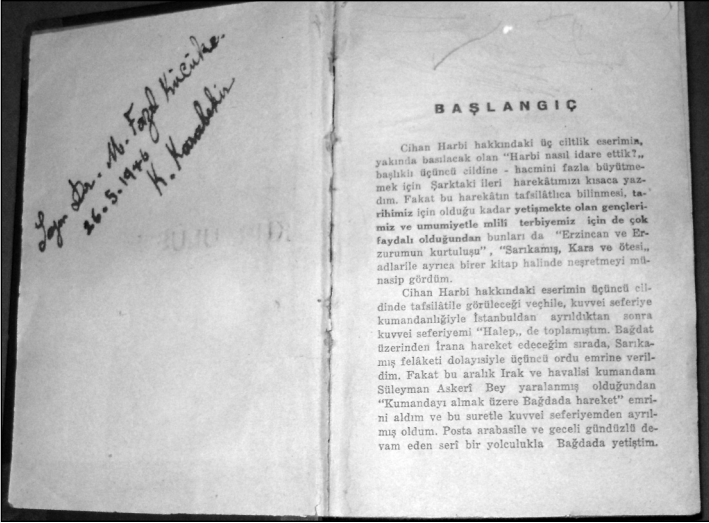 Sayın Dr. M. Fazıl Küçük'e.
26.5.1946
K. Karabekir
BAŞLANGIÇ
Cihan Harbi hakkındaki üç ciltlik eserimin,
yakında basılacak olan "Harbi nasıl idare ettik?,,
başlıklı üçüncü cildine - hacmini fazla büyütme-
mek için Şarktaki ileri harekâtımızı kısaca yaz-
dım. Fakat bu harekâtın tafsilâtlıca bilinmesi, ta-
rihimiz için olduğu kadar yetişmekte olan gençleri-
miz ve umumiyetle mlili terbiyemiz için de çok
faydalı olduğundan bunları da "Erzincan ve Er-
zurumun kurtuluşu", "Sarıkamış, Kars ve ötesi,,
adlarile ayrıca birer kitap halinde neşretmeyi mü-
nasip gördüm.
Cihan Harbi hakkındaki eserimin üçüncü cil-
dinde tafsilâtile görüleceği veçhile, kuvvei seferiye
kumandanlığiyle İstanbuldan ayrıldıktan sonra
kuvvei seferiyemi "Halep,, de toplamıştım. Bağdat
üzerinden İrana hareket edeceğim sırada, Sarıka-
mış felâketi dolayısiyle üçüncü ordu emrine veril-
dim. Fakat bu aralık Irak ve havalisi kumandanı
Süleyman Askerî Bey yaralanmış olduğundan
"Kumandayı almak üzere Bağdada hareket" emri-
ni aldım ve bu suretle kuvvei seferiyemden ayrıl-
mış oldum. Posta arabasile ve geceli gündüzlü de-
vam eden serî bir yolculukla Bağdada yetiştim.